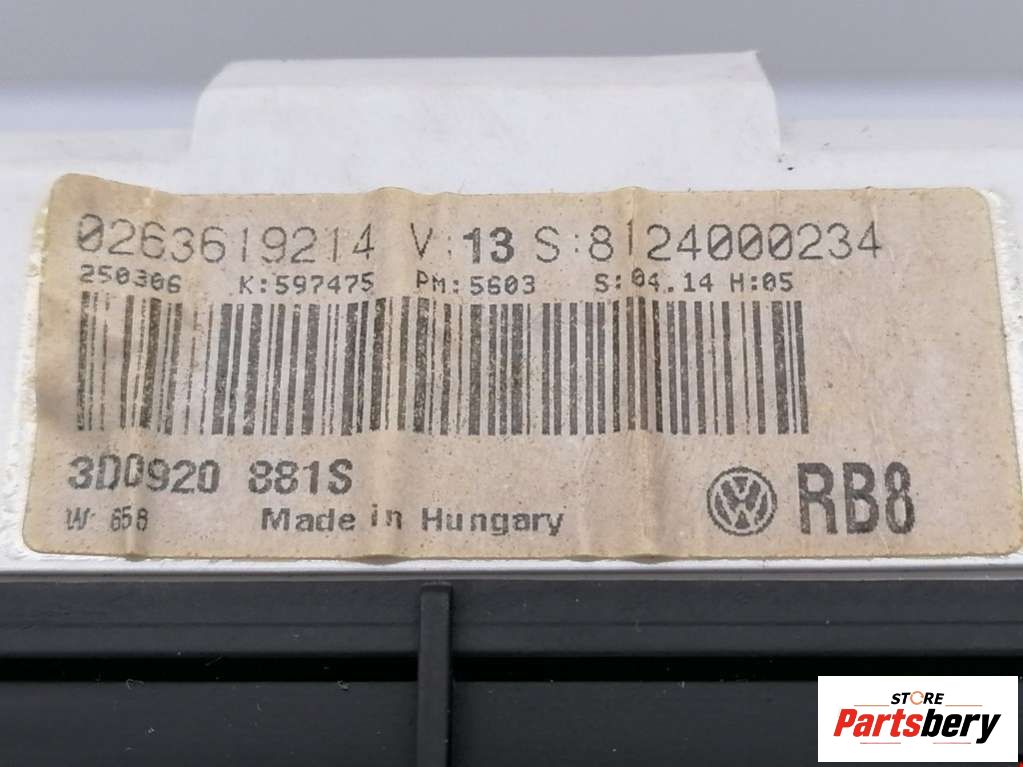 0263619214 V:13 S:8124000234
250306 K:597475 PM:5603 S:04.14 H:05
3D0920 881S
W: 658 Made in Hungary
VW RB8
STORE
Partsbery